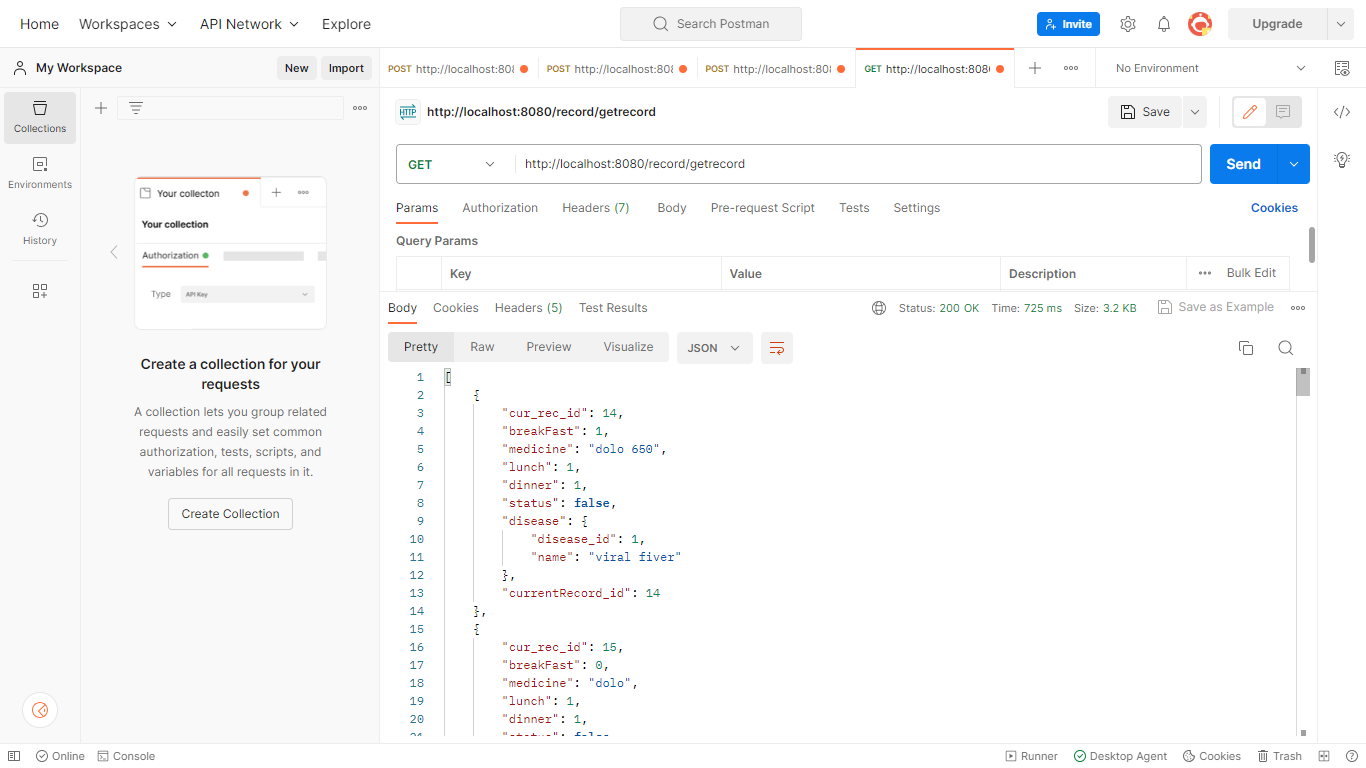 Home Workspaces API Network Explore Search Postman Invite Upgrade
My Workspace New Import POST http://localhost:808 POST http://localhost:808 POST http://localhost:808 GET http://localhost:8080 No Environment
Collections
Environments
History
Your collecton
Your collection
Authorization
Type API Key
Create a collection for your
requests
A collection lets you group related
requests and easily set common
authorization, tests, scripts, and
variables for all requests in it.
Create Collection
HTTP http://localhost:8080/record/getrecord Save
GET http://localhost:8080/record/getrecord Send
Params Authorization Headers (7) Body Pre-request Script Tests Settings Cookies
Query Params
Key Value Description Bulk Edit
Body Cookies Headers (5) Test Results Status: 200 OK Time: 725 ms Size: 3.2 KB Save as Example
Pretty Raw Preview Visualize JSON
1 [
2 {
3 "cur_rec_id": 14,
4 "breakFast": 1,
5 "medicine": "dolo 650",
6 "lunch": 1,
7 "dinner": 1,
8 "status": false,
9 "disease": {
10 "disease_id": 1,
11 "name": "viral fiver"
12 },
13 "currentRecord_id": 14
14 },
15 {
16 "cur_rec_id": 15,
17 "breakFast": 0,
18 "medicine": "dolo",
19 "lunch": 1,
20 "dinner": 1,
21 "status": false
Online Console Runner Desktop Agent Cookies Trash